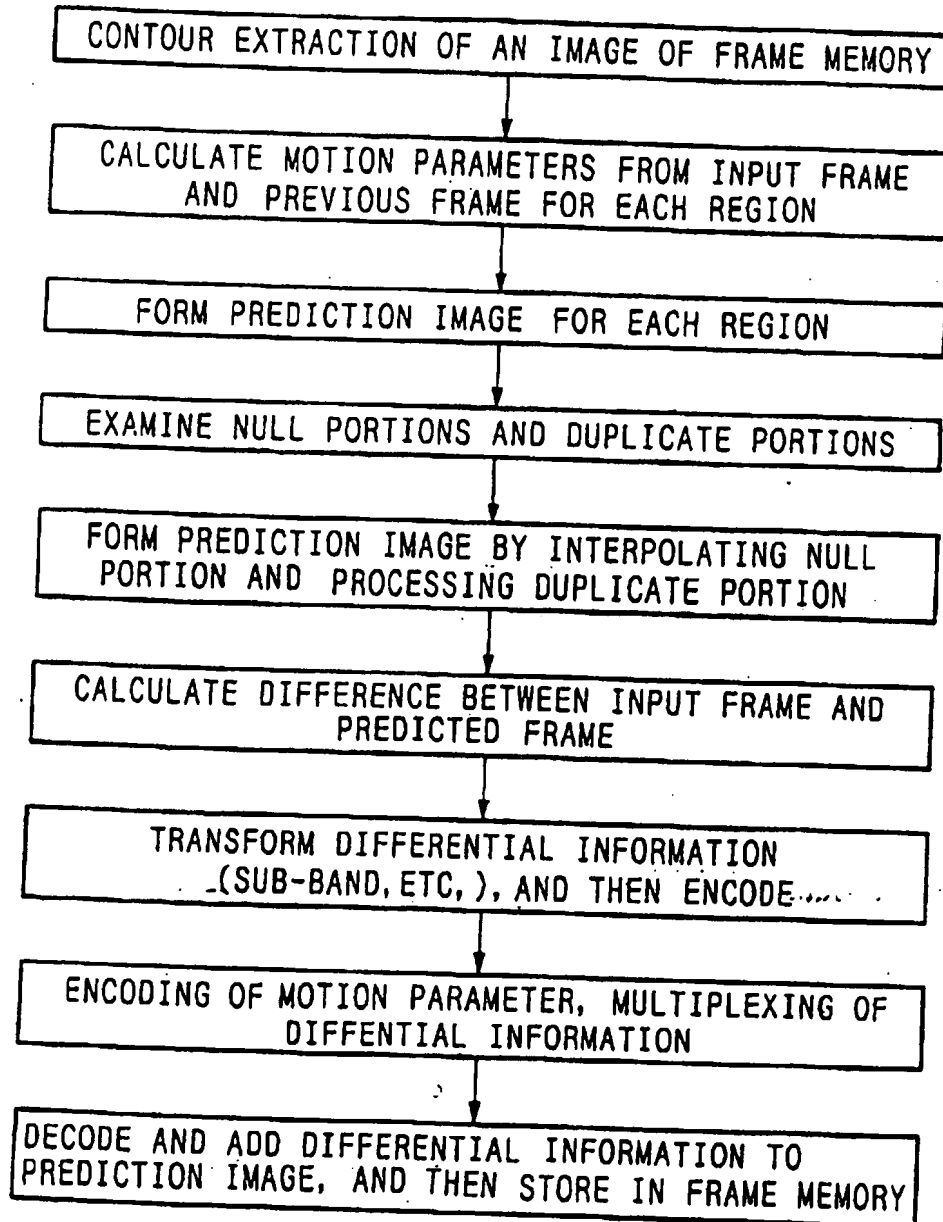 CONTOUR EXTRACTION OF AN IMAGE OF FRAME MEMORY
CALCULATE MOTION PARAMETERS FROM INPUT FRAME
AND PREVIOUS FRAME FOR EACH REGION
FORM PREDICTION IMAGE FOR EACH REGION
EXAMINE NULL PORTIONS AND DUPLICATE PORTIONS
FORM PREDICTION IMAGE BY INTERPOLATING NULL
PORTION AND PROCESSING DUPLICATE PORTION
CALCULATE DIFFERENCE BETWEEN INPUT FRAME AND
PREDICTED FRAME
TRANSFORM DIFFERENTIAL INFORMATION
(SUB-BAND, ETC,), AND THEN ENCODE
ENCODING OF MOTION PARAMETER, MULTIPLEXING OF
DIFFENTIAL INFORMATION
DECODE AND ADD DIFFERENTIAL INFORMATION TO
PREDICTION IMAGE, AND THEN STORE IN FRAME MEMORY